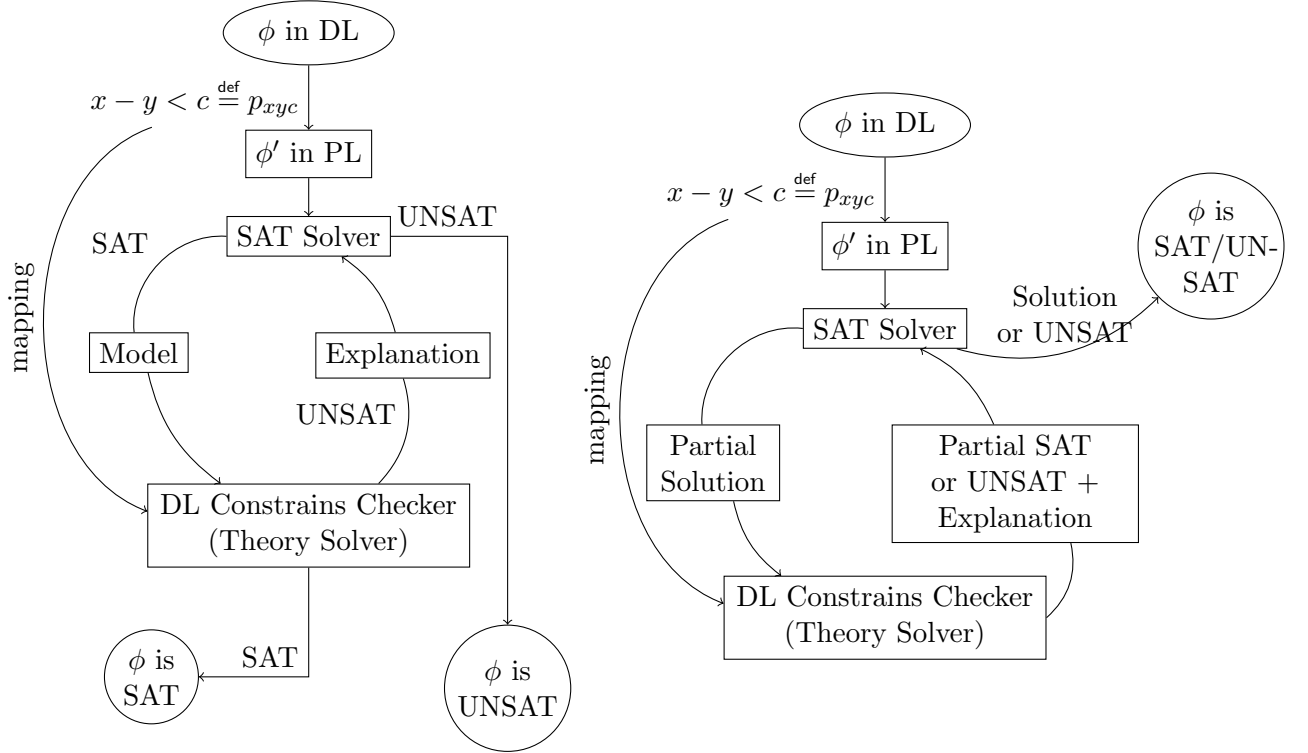 ϕ in DL
x − y < c def= p_xyc
ϕ′ in PL
SAT Solver
UNSAT
SAT
mapping
Model
Explanation
UNSAT
DL Constrains Checker
(Theory Solver)
SAT
ϕ is
SAT
ϕ is
UNSAT
ϕ in DL
x − y < c def= p_xyc
ϕ′ in PL
SAT Solver
Solution
or UNSAT
ϕ is
SAT/UN-
SAT
mapping
Partial
Solution
Partial SAT
or UNSAT +
Explanation
DL Constrains Checker
(Theory Solver)